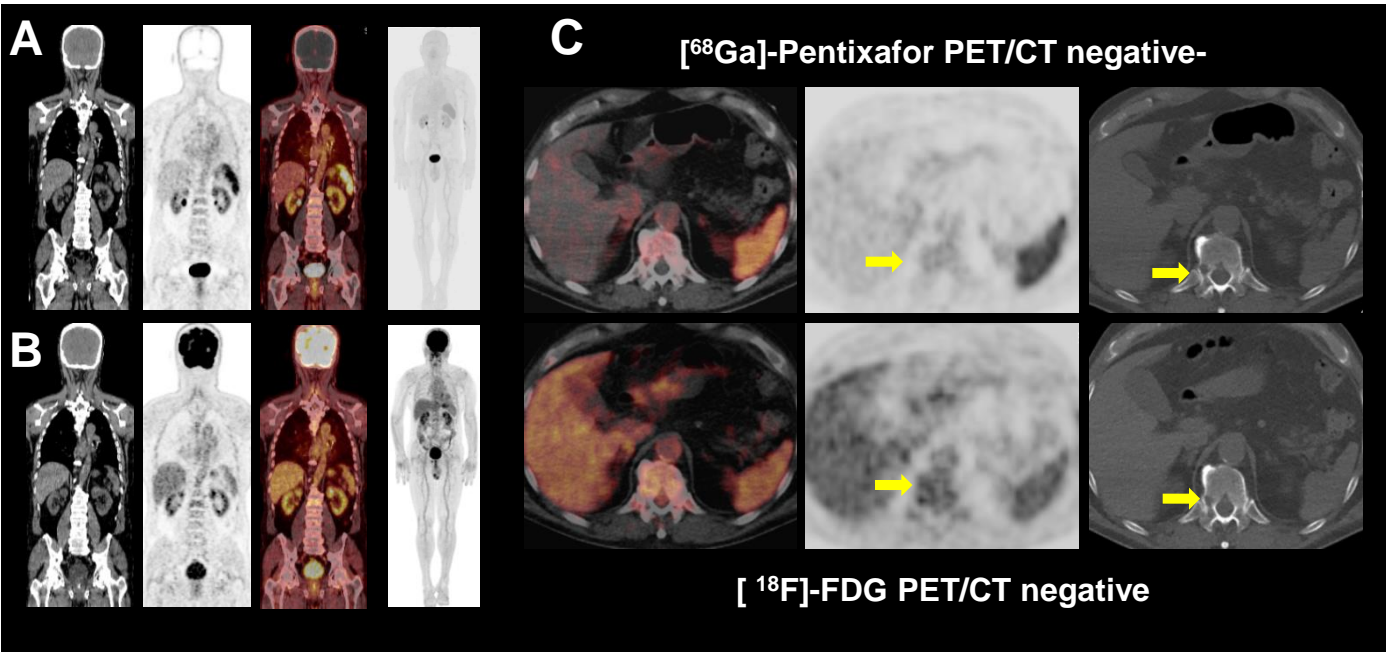 A
B
C
[⁶⁸Ga]-Pentixafor PET/CT negative-
[ ¹⁸F]-FDG PET/CT negative